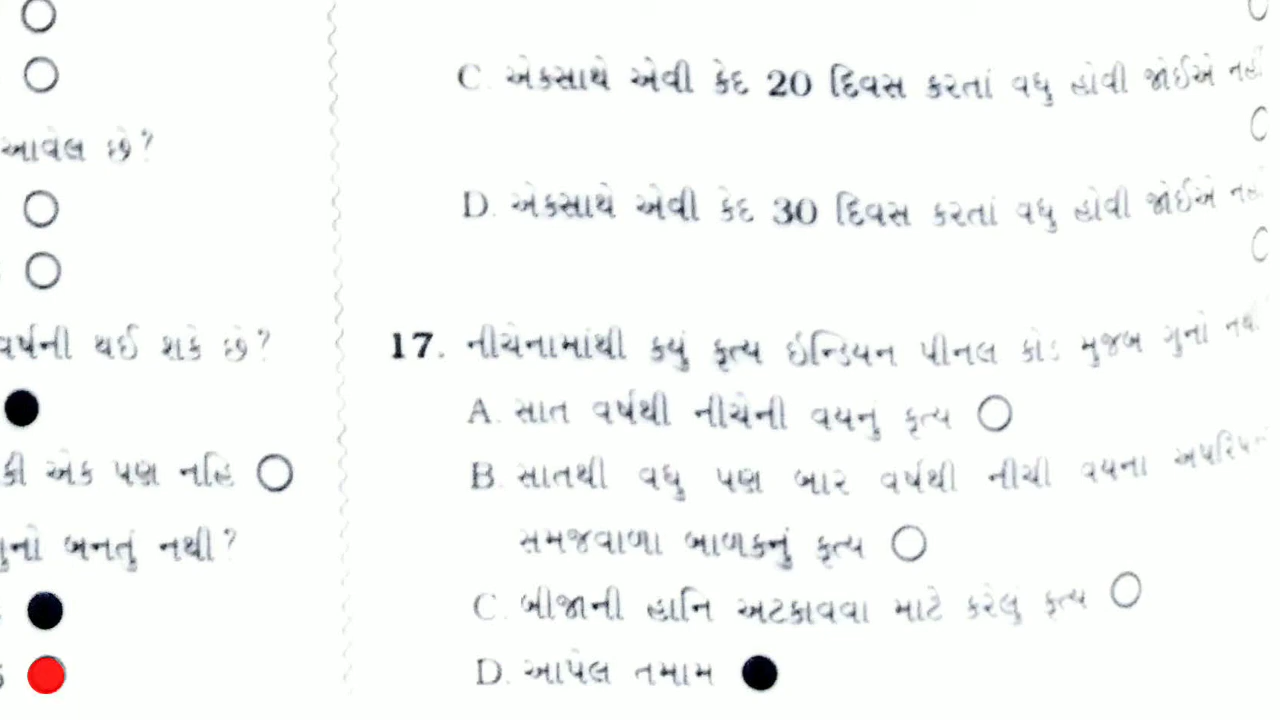 આવેલ છે?
વર્ષની થઈ શકે છે?
કી એક પણ નહિ
ગુનો બનતું નથી?
C. એકસાથે એવી કેદ 20 દિવસ કરતાં વધુ હોવી જોઈએ નહીં
D. એકસાથે એવી કેદ 30 દિવસ કરતાં વધુ હોવી જોઈએ
17. નીચેનામાંથી કયું કૃત્ય ઇન્ડિયન પીનલ કોડ મુજબ ગુનો નથી
A. સાત વર્ષથી નીચેની વયનું કૃત્ય
B. સાતથી વધુ પણ બાર વર્ષથી નીચી વયના
સમજવાળા બાળકનું કૃત્ય
C. બીજાની હાનિ અટકાવવા માટે કરેલું કૃત્ય
D. આપેલ તમામ